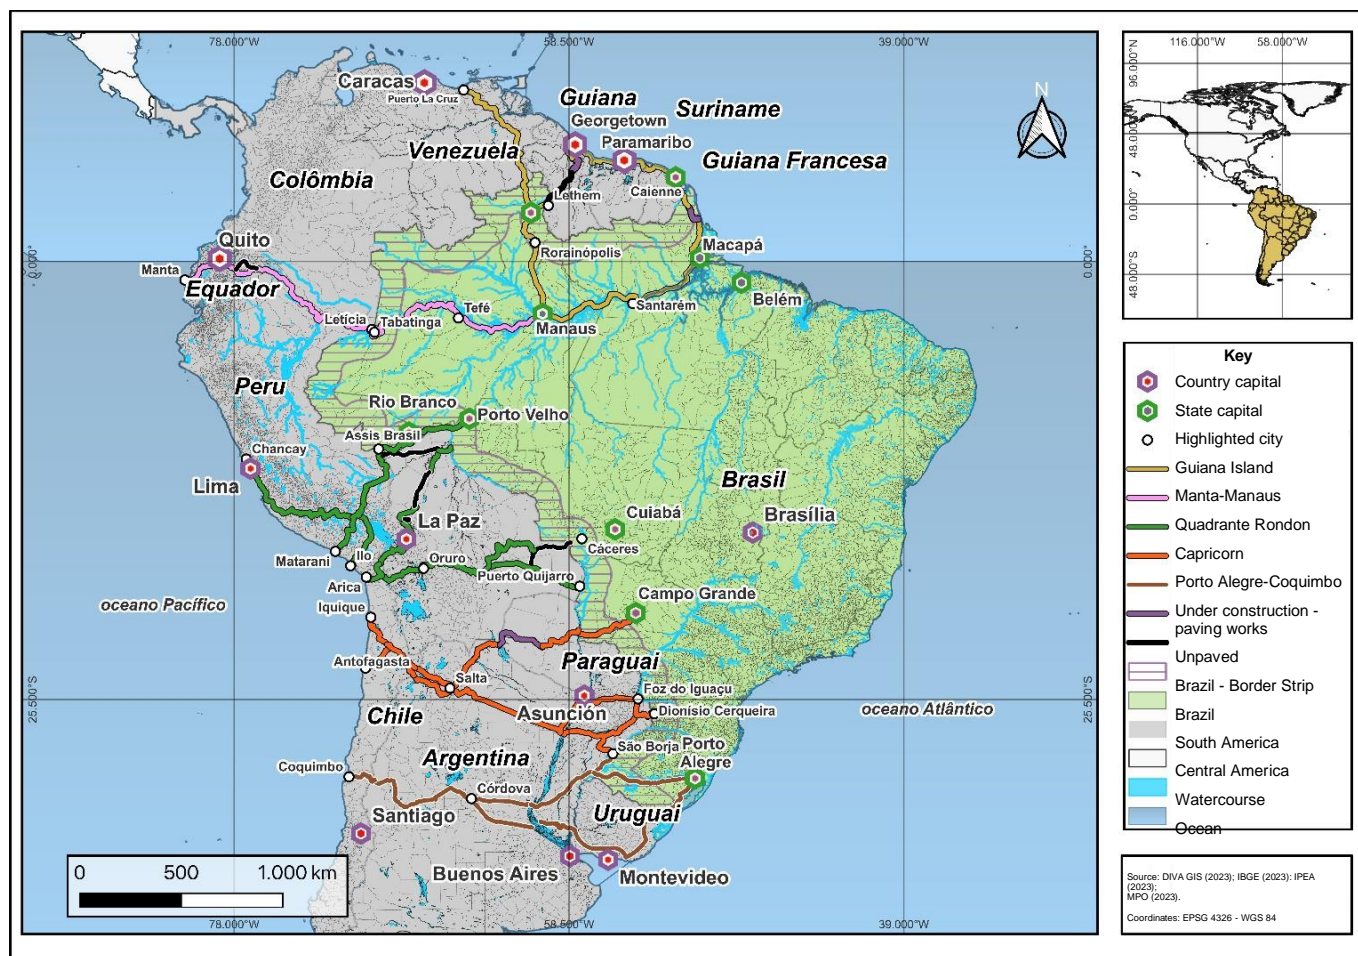 78.000°W
58.500°W
39.000°W
Caracas
Puerto La Cruz
Guiana
Georgetown
Suriname
Paramaribo
Venezuela
Guiana Francesa
Colômbia
Caienne
Lethem
N
Quito
Macapá
Rorainópolis
0.000°
0.000°
Manta
Equador
Belém
Tefé
Santarém
Letícia
Tabatinga
Manaus
Peru
Rio Branco
Porto Velho
Assis Brasil
Chancay
Lima
Brasil
Cuiabá
Brasília
La Paz
Cáceres
Matarani
Ilo
Oruro
Arica
Puerto Quijarro
Iquique
Campo Grande
oceano Pacífico
Antofagasta
Salta
Paraguai
Foz do Iguaçu
25.500°S
25.500°S
Chile
Asunción
Dionísio Cerqueira
oceano Atlântico
São Borja
Porto
Alegre
Argentina
Coquimbo
Córdova
Uruguai
Santiago
Buenos Aires
Montevideo
0
500
1.000 km
78.000°W
58.500°W
39.000°W
116.000°W
58.000°W
96.000°N
48.000°N
0.000°
48.000°S
Key
Country capital
State capital
Highlighted city
Guiana Island
Manta-Manaus
Quadrante Rondon
Capricorn
Porto Alegre-Coquimbo
Under construction -
paving works
Unpaved
Brazil - Border Strip
Brazil
South America
Central America
Watercourse
Ocean
Source: DIVA GIS (2023); IBGE (2023): IPEA
(2023);
MPO (2023).
Coordinates: EPSG 4326 - WGS 84